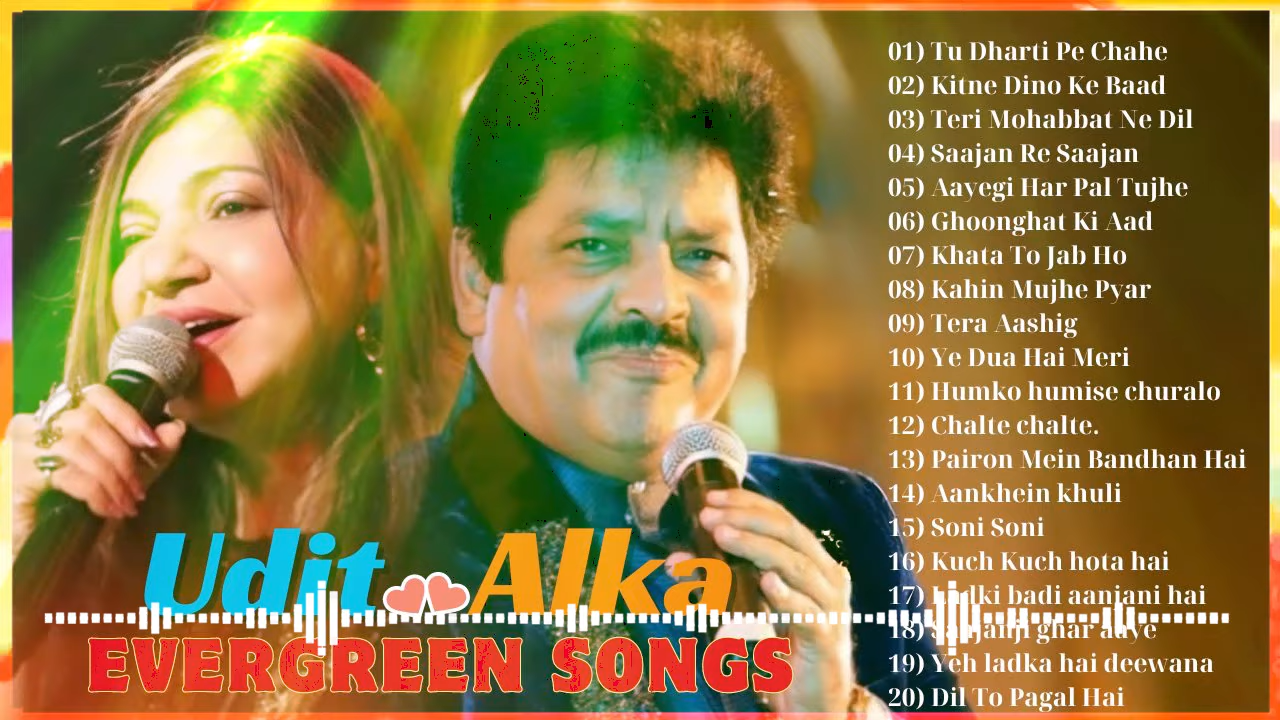 Udit Alka
EVERGREEN SONGS
01) Tu Dharti Pe Chahe
02) Kitne Dino Ke Baad
03) Teri Mohabbat Ne Dil
04) Saajan Re Saajan
05) Aayegi Har Pal Tujhe
06) Ghoonghat Ki Aad
07) Khata To Jab Ho
08) Kahin Mujhe Pyar
09) Tera Aashig
10) Ye Dua Hai Meri
11) Humko humise churalo
12) Chalte chalte.
13) Pairon Mein Bandhan Hai
14) Aankhein khuli
15) Soni Soni
16) Kuch Kuch hota hai
17) badi aanjani hai
18) ghar aaye
19) Yeh ladka hai deewana
20) Dil To Pagal Hai